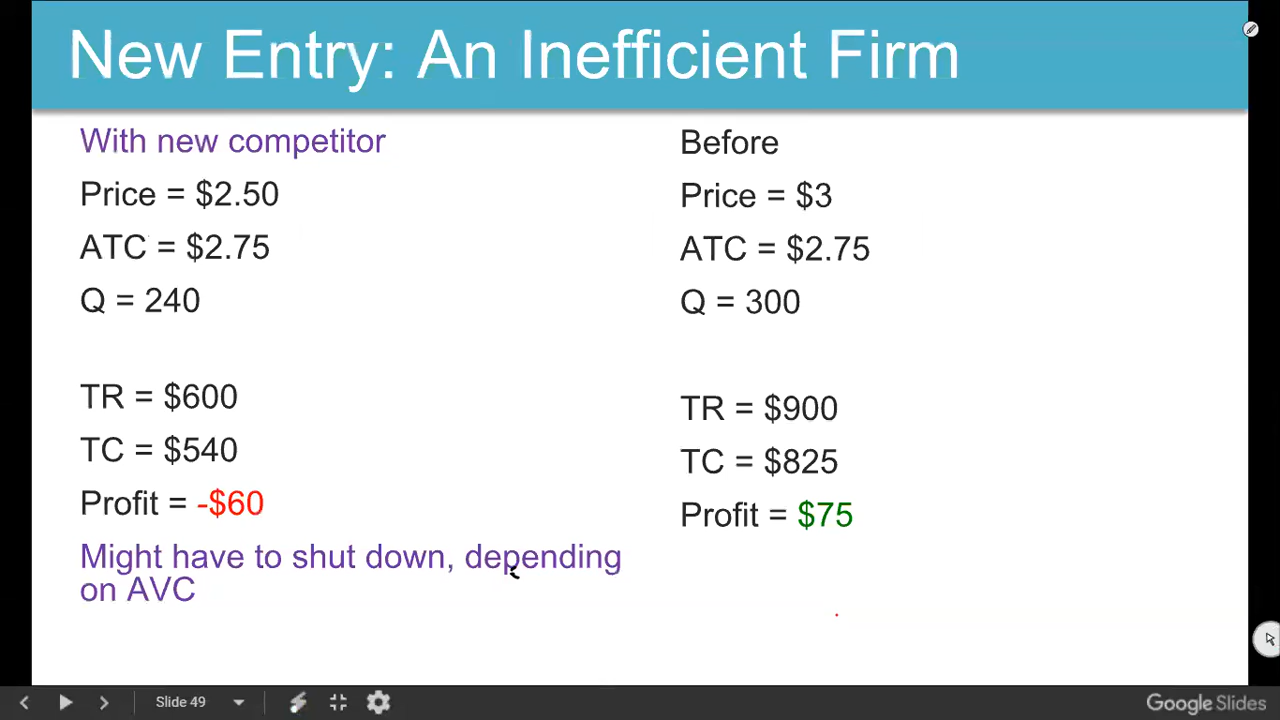 New Entry: An Inefficient Firm
With new competitor
Price = $2.50
ATC = $2.75
Q = 240
TR = $600
TC = $540
Profit = -$60
Might have to shut down, depending
on AVC
Before
Price = $3
ATC = $2.75
Q = 300
TR = $900
TC = $825
Profit = $75
Slide 49
Google Slides